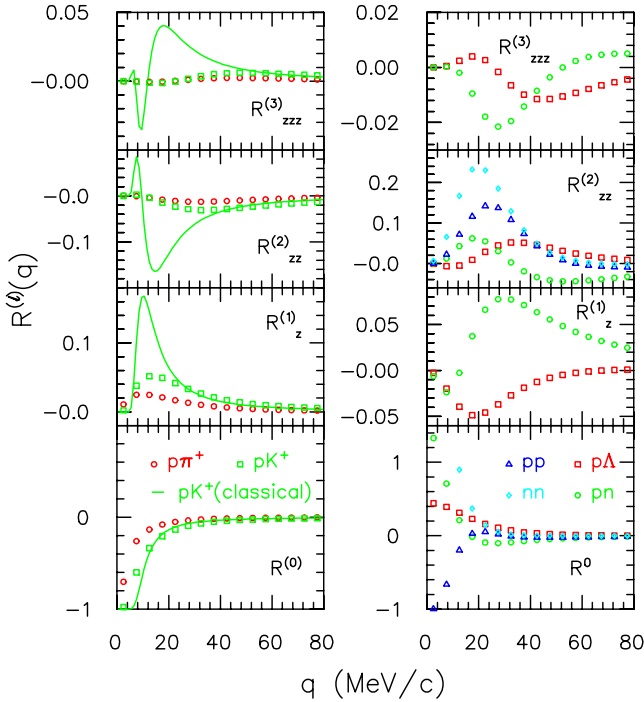 0.05
-0.00
R(3)zzz
-0.0
-0.1
R(2)zz
0.1
-0.0
R(1)z
pπ+ pK+
pK+(classical)
0
-1
R(0)
0 20 40 60 80
0.02
0.00
-0.02
R(3)zzz
0.2
0.1
-0.0
R(2)zz
0.05
-0.00
-0.05
R(1)z
pp pΛ
nn pn
1
0
-1
R0
0 20 40 60 80
R(ℓ)(q)
q (MeV/c)